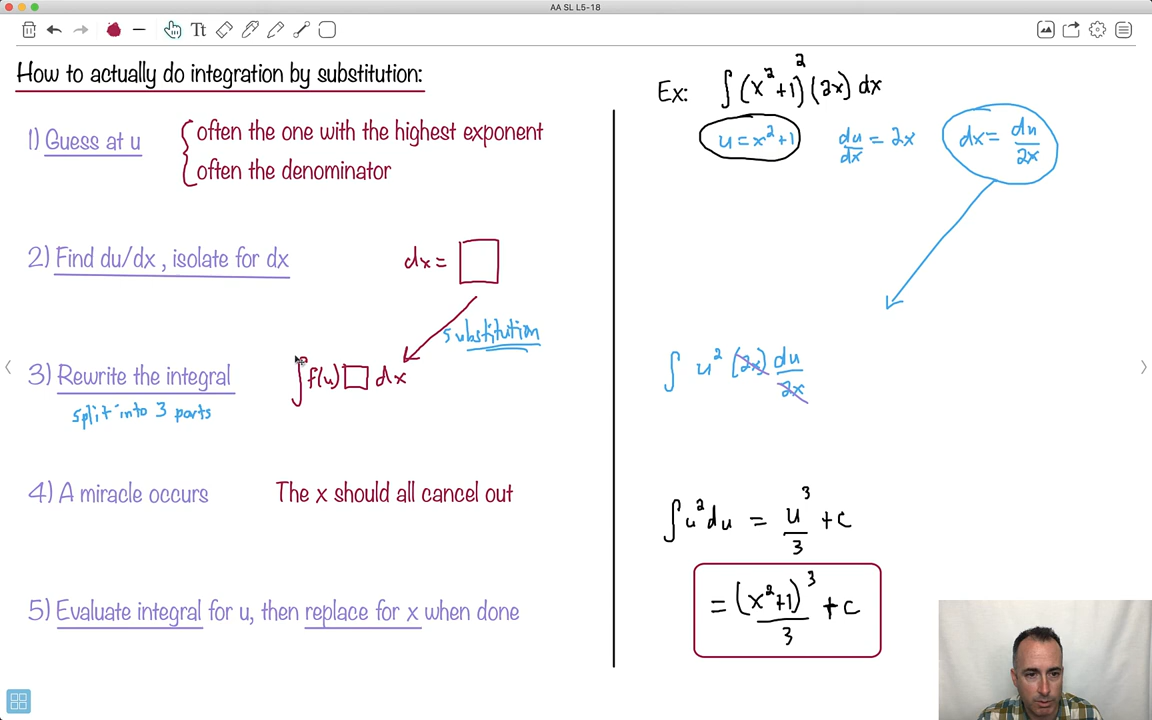 AA SL L5-18
Tt
How to actually do integration by substitution:
1) Guess at u
often the one with the highest exponent
often the denominator
2) Find du/dx , isolate for dx
dx = □
substitution
3) Rewrite the integral
∫f(u) □ dx
split into 3 parts
4) A miracle occurs
The x should all cancel out
5) Evaluate integral for u, then replace for x when done
Ex: ∫(x²+1)²(2x) dx
u = x²+1
du/dx = 2x
dx = du/2x
∫ u² (2x) du/2x
∫u² du = u³/3 + c
= (x²+1)³/3 + c